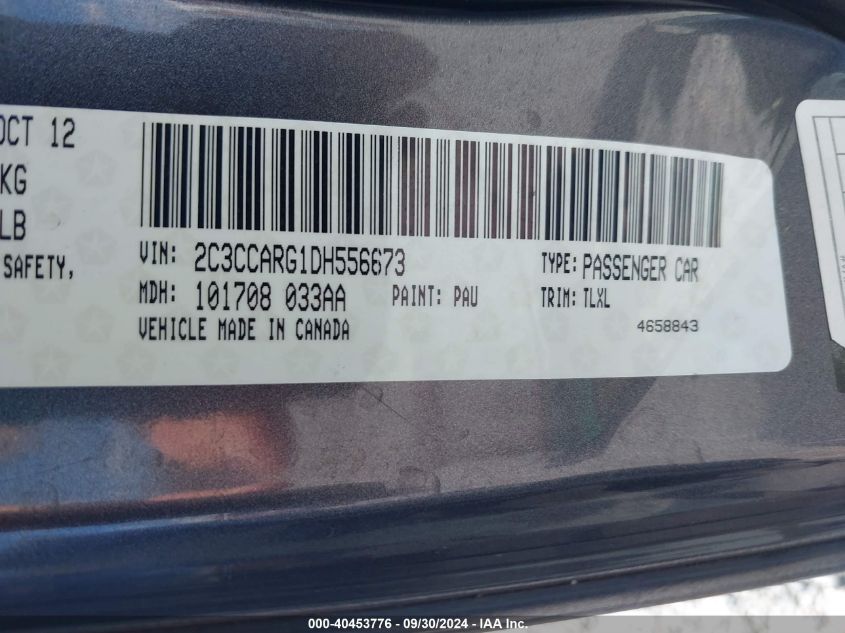 OCT 12
KG
LB
SAFETY,
VIN: 2C3CCARG1DH556673 TYPE: PASSENGER CAR
MDH: 101708 033AA PAINT: PAU TRIM: TLXL
VEHICLE MADE IN CANADA 4658843
000-40453776 - 09/30/2024 - IAA Inc.